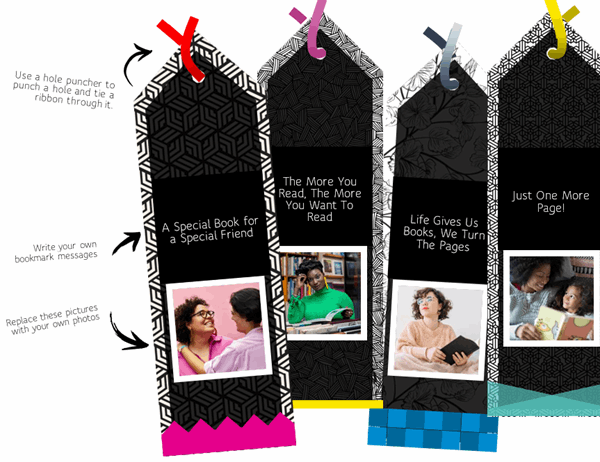 Use a hole puncher to
punch a hole and tie a
ribbon through it.
Write your own
bookmark messages
Replace these pictures
with your own photos
A Special Book for
a Special Friend
The More You
Read, The More
You Want To
Read
Life Gives Us
Books, We Turn
The Pages
Just One More
Page!